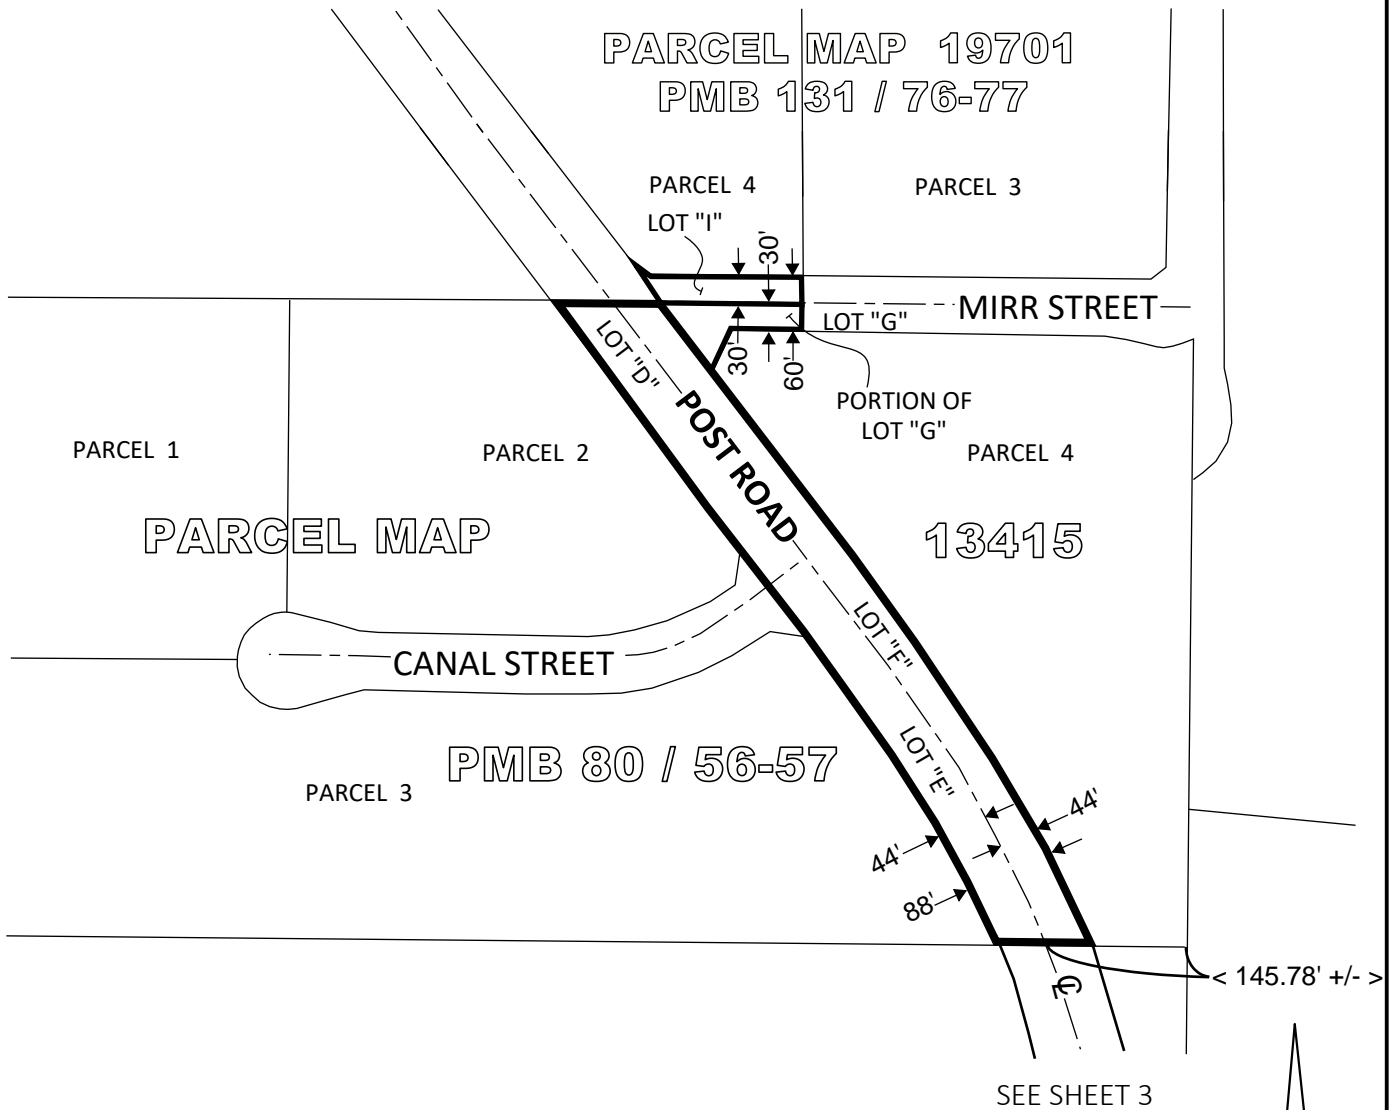 PARCEL MAP 19701
PMB 131 / 76-77
PARCEL 4
PARCEL 3
LOT "I"
30'
MIRR STREET
LOT "G"
LOT "D"
30'
60'
PORTION OF
LOT "G"
POST ROAD
PARCEL 1
PARCEL 2
PARCEL 4
PARCEL MAP
13415
LOT "F"
CANAL STREET
LOT "E"
PMB 80 / 56-57
PARCEL 3
44'
44'
88'
< 145.78' +/- >
℄
SEE SHEET 3